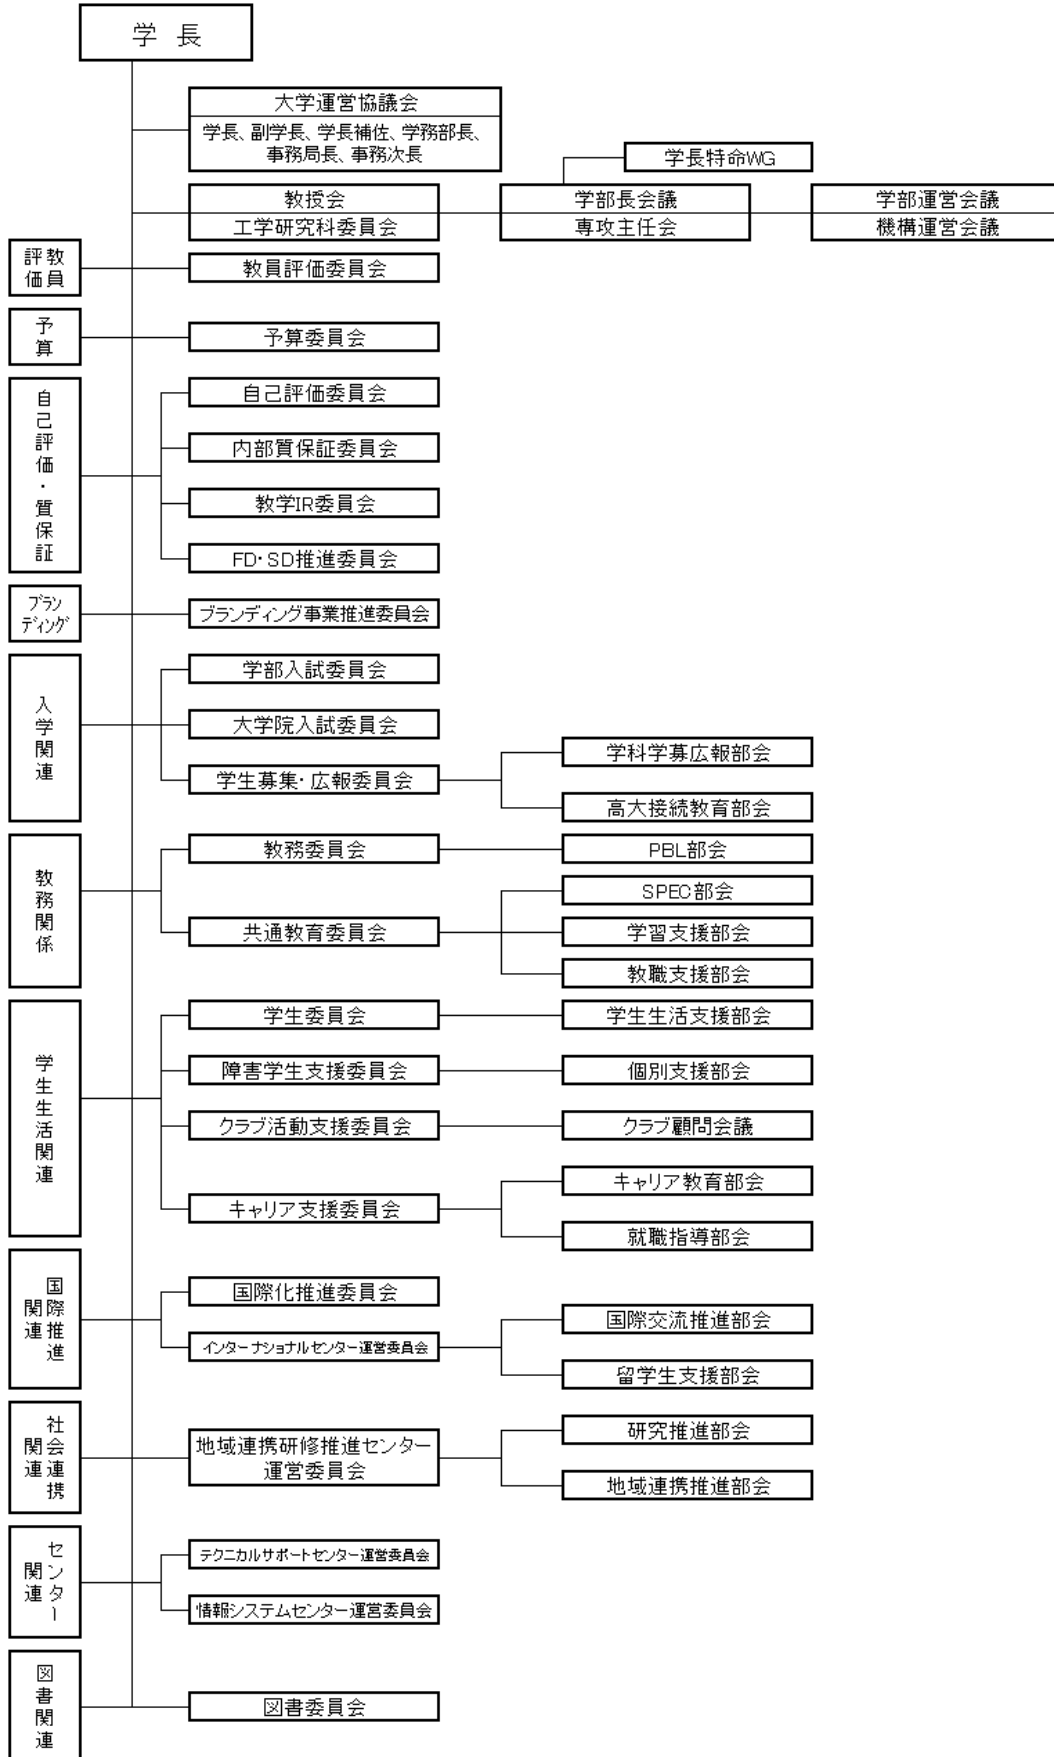 学長
大学運営協議会
学長、副学長、学長補佐、学務部長、
事務局長、事務次長
学長特命WG
教授会
工学研究科委員会
学部長会議
専攻主任会
学部運営会議
機構運営会議
教員
評価
教員評価委員会
予算
予算委員会
自己評価・質保証
自己評価委員会
内部質保証委員会
教学IR委員会
FD・SD推進委員会
ブラン
ディング
ブランディング事業推進委員会
入学関連
学部入試委員会
大学院入試委員会
学生募集・広報委員会
学科学募広報部会
高大接続教育部会
教務関係
教務委員会
PBL部会
共通教育委員会
SPEC部会
学習支援部会
教職支援部会
学生生活関連
学生委員会
学生生活支援部会
障害学生支援委員会
個別支援部会
クラブ活動支援委員会
クラブ顧問会議
キャリア支援委員会
キャリア教育部会
就職指導部会
国際推進
関連
国際化推進委員会
インターナショナルセンター運営委員会
国際交流推進部会
留学生支援部会
社会連携
関連
地域連携研修推進センター
運営委員会
研究推進部会
地域連携推進部会
センター
関連
テクニカルサポートセンター運営委員会
情報システムセンター運営委員会
図書関連
図書委員会